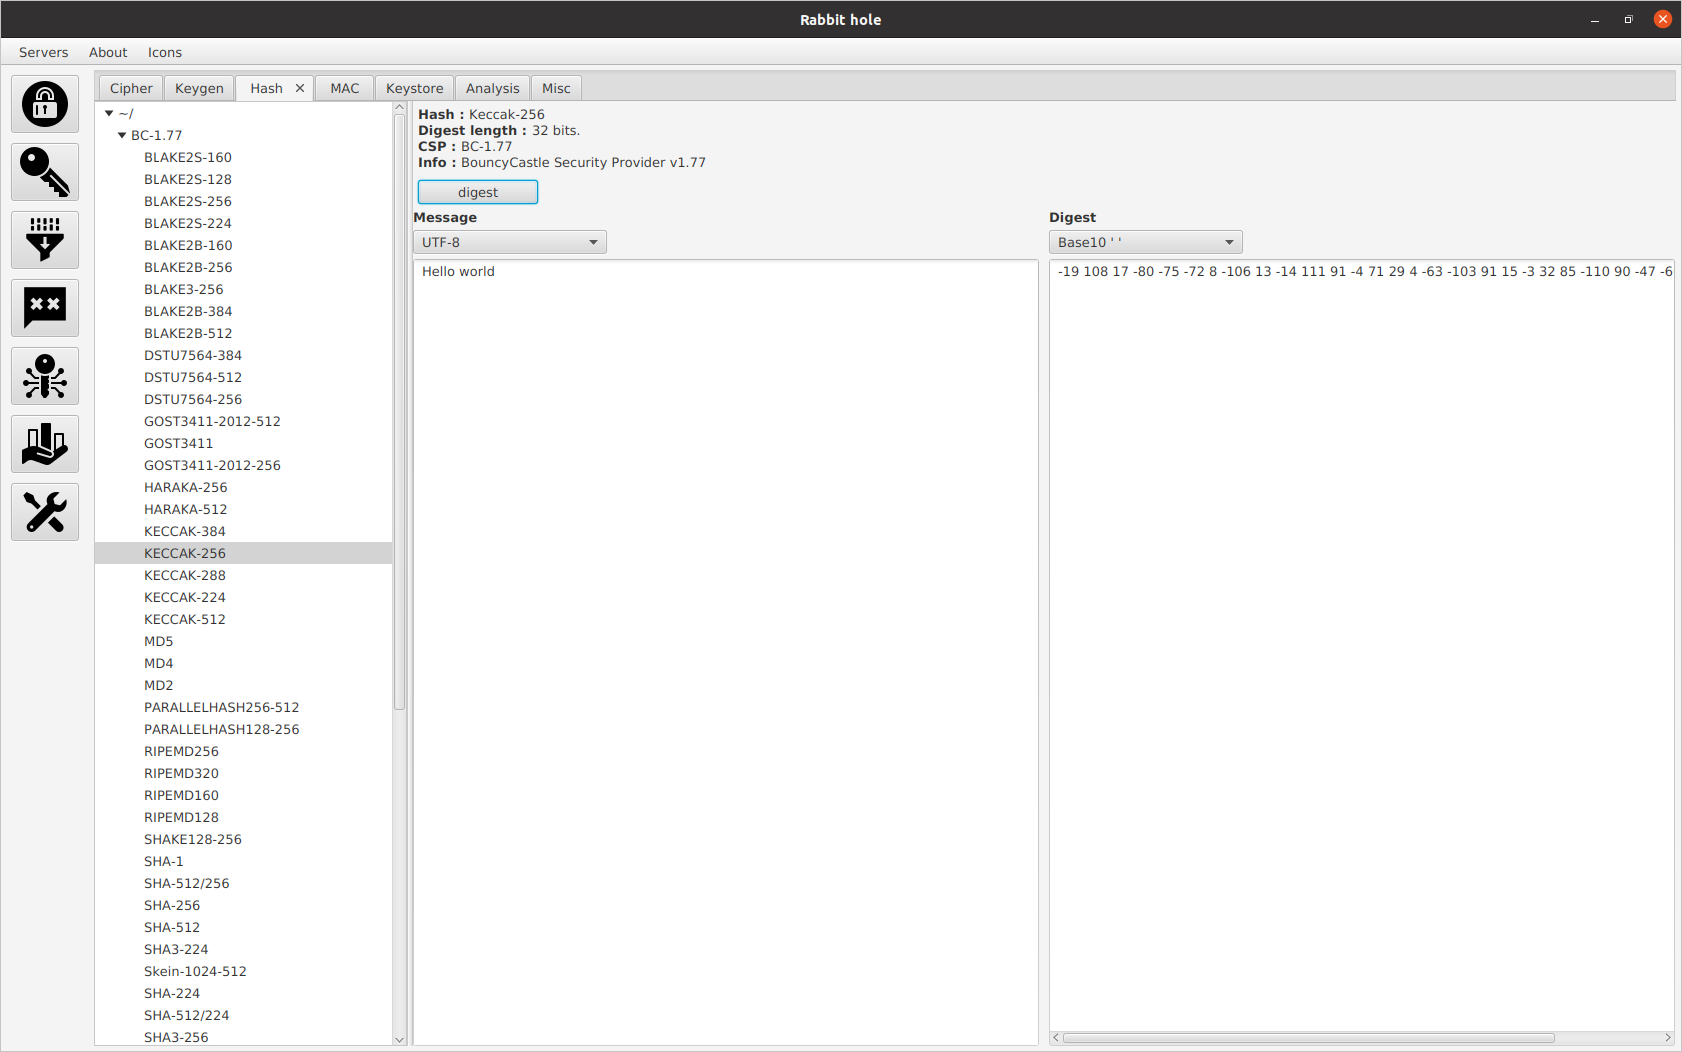 Rabbit hole
Servers About Icons
Cipher Keygen Hash MAC Keystore Analysis Misc
~/
BC-1.77
BLAKE2S-160
BLAKE2S-128
BLAKE2S-256
BLAKE2S-224
BLAKE2B-160
BLAKE2B-256
BLAKE3-256
BLAKE2B-384
BLAKE2B-512
DSTU7564-384
DSTU7564-512
DSTU7564-256
GOST3411-2012-512
GOST3411
GOST3411-2012-256
HARAKA-256
HARAKA-512
KECCAK-384
KECCAK-256
KECCAK-288
KECCAK-224
KECCAK-512
MD5
MD4
MD2
PARALLELHASH256-512
PARALLELHASH128-256
RIPEMD256
RIPEMD320
RIPEMD160
RIPEMD128
SHAKE128-256
SHA-1
SHA-512/256
SHA-256
SHA-512
SHA3-224
Skein-1024-512
SHA-224
SHA-512/224
SHA3-256
Hash : Keccak-256
Digest length : 32 bits.
CSP : BC-1.77
Info : BouncyCastle Security Provider v1.77
digest
Message
UTF-8
Hello world
Digest
Base10 ' '
-19 108 17 -80 -75 -72 8 -106 13 -14 111 91 -4 71 29 4 -63 -103 91 15 -3 32 85 -110 90 -47 -6